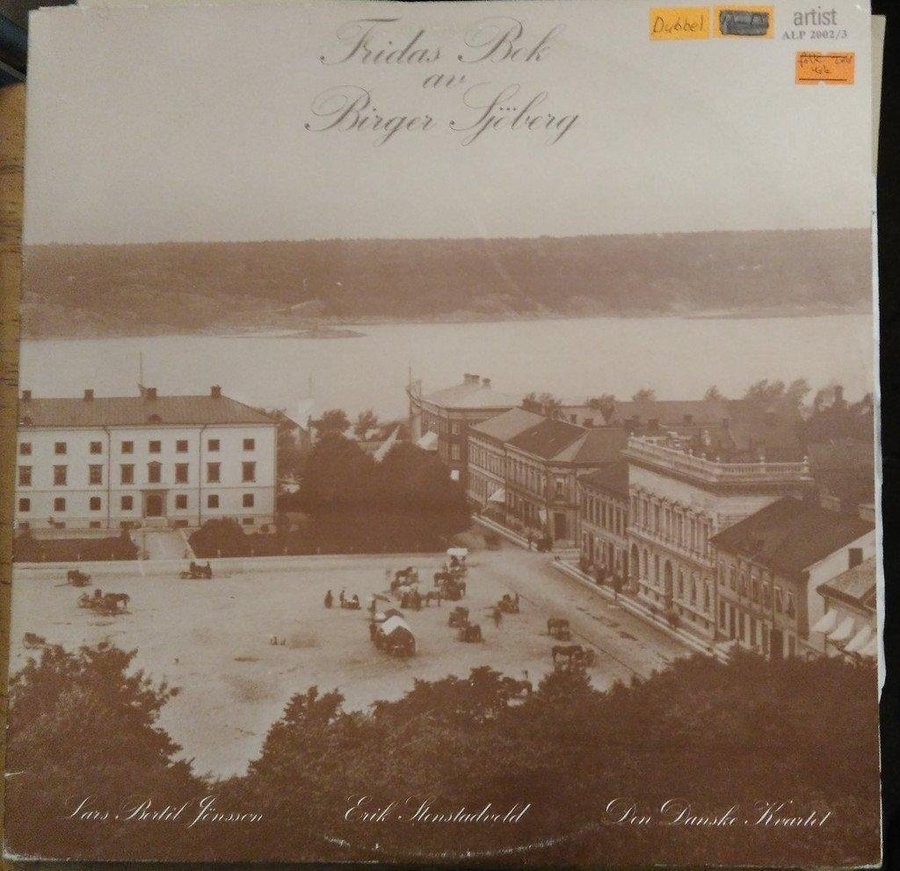 Fridas Bok
av
Birger Sjöberg
Dubbel
artist
ALP 2002/3
Lars Bertil Jönsson
Erik Stenstadvold
Den Danske Kvartet